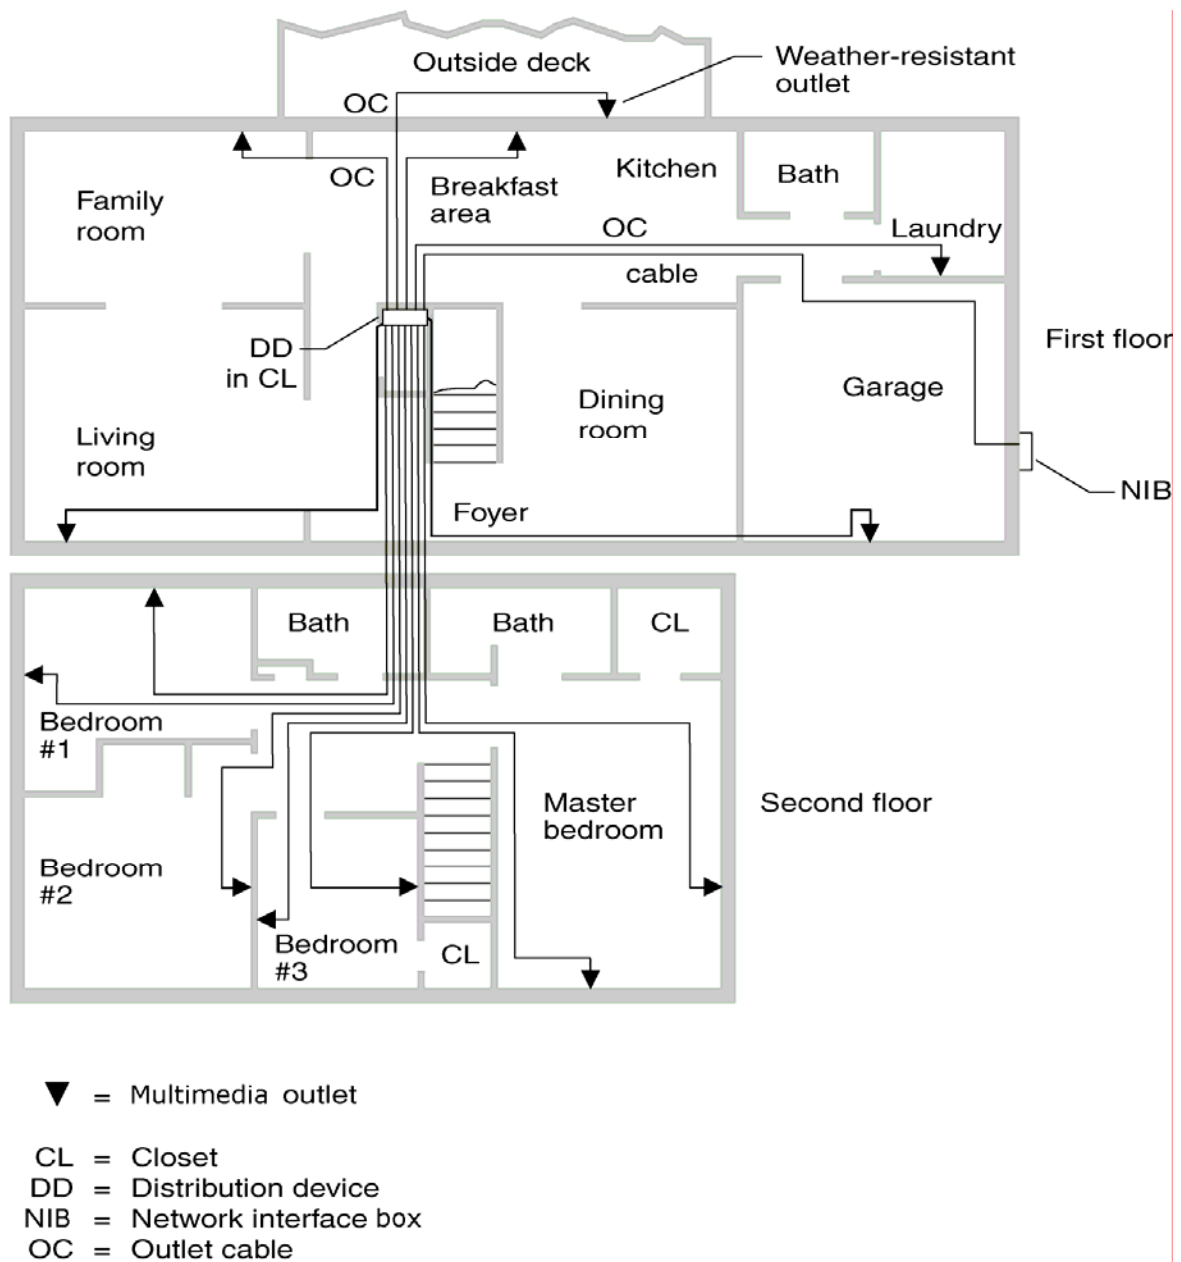 Outside deck
Weather-resistant
outlet
OC
OC
Family
room
Breakfast
area
Kitchen
Bath
OC
Laundry
cable
DD
in CL
First floor
Living
room
Dining
room
Garage
NIB
Foyer
Bath
Bath
CL
Bedroom
#1
Master
bedroom
Second floor
Bedroom
#2
Bedroom
#3
CL
= Multimedia outlet
CL = Closet
DD = Distribution device
NIB = Network interface box
OC = Outlet cable